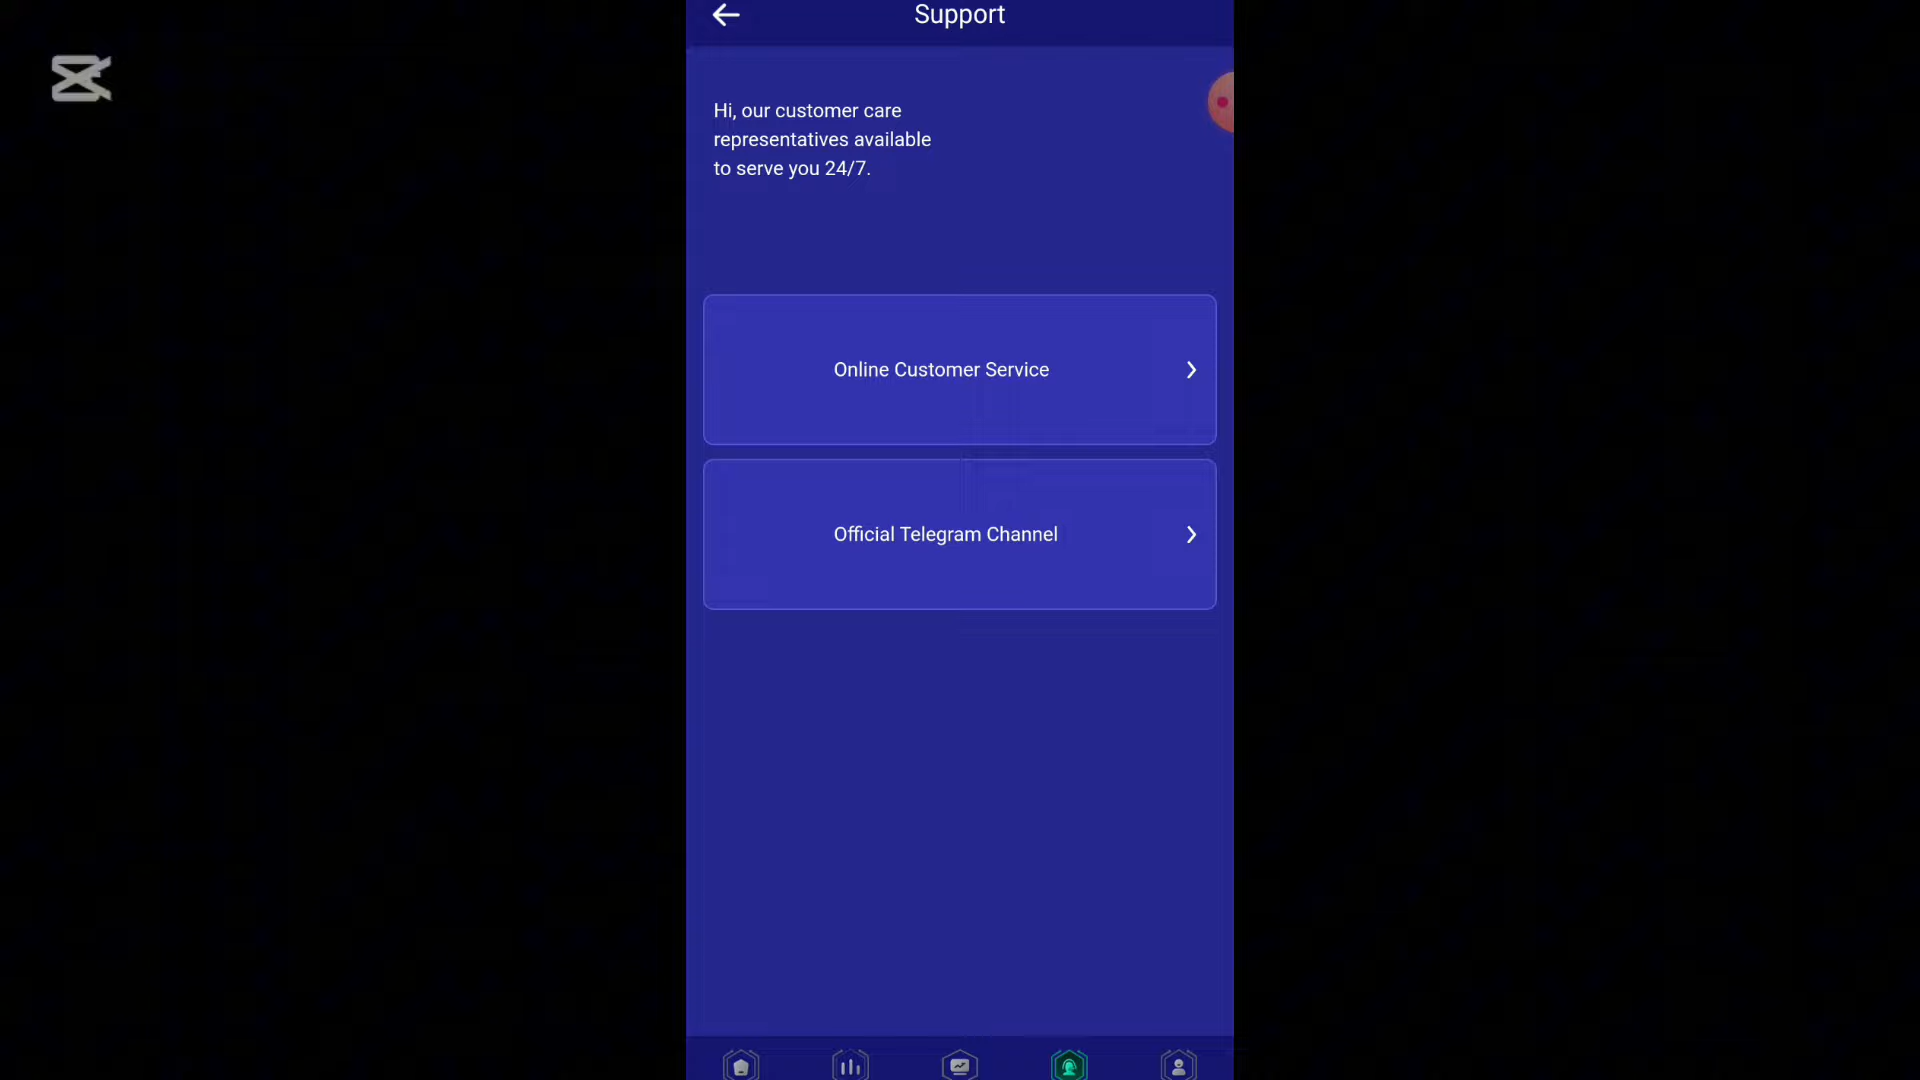 Support
Hi, our customer care
representatives available
to serve you 24/7.
Online Customer Service
Official Telegram Channel